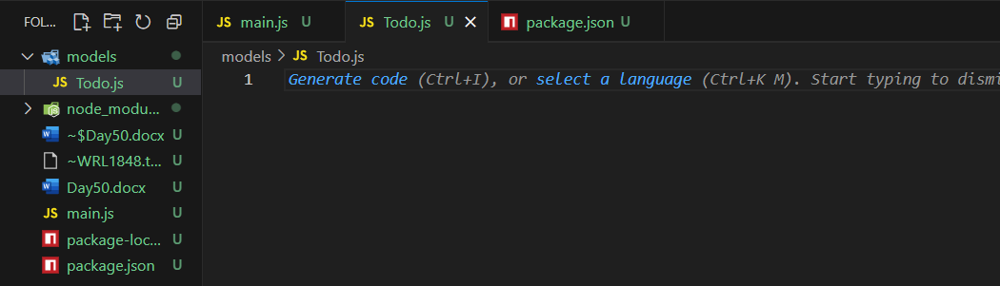 FOL...
JS main.js U
JS Todo.js U
package.json U
models
models > JS Todo.js
JS Todo.js U
1 Generate code (Ctrl+I), or select a language (Ctrl+K M). Start typing to dismi
node_modu...
~$Day50.docx U
~WRL1848.t... U
Day50.docx U
JS main.js U
package-loc... U
package.json U